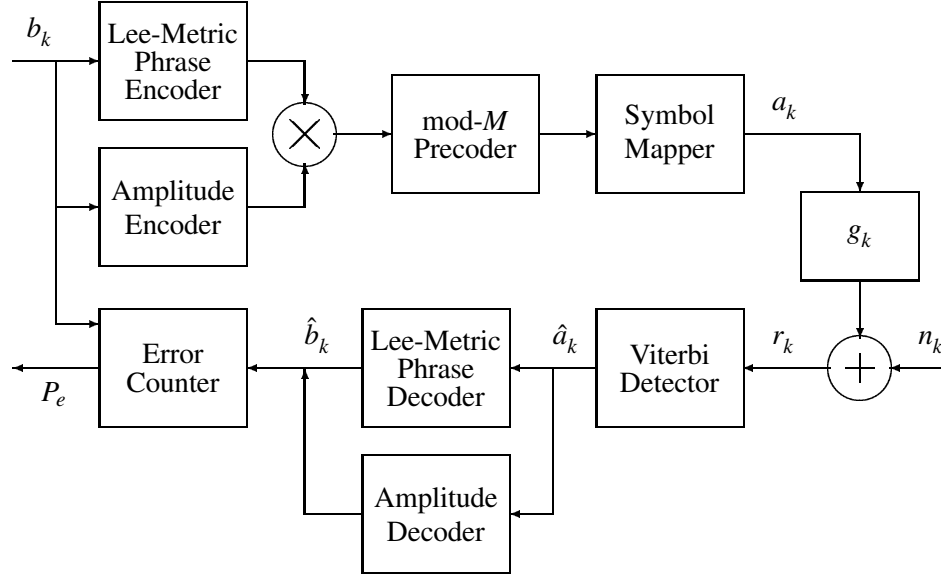 b_k
Lee-Metric
Phrase
Encoder
×
mod-M
Precoder
Symbol
Mapper
a_k
Amplitude
Encoder
g_k
Error
Counter
P_e
b̂_k
Lee-Metric
Phrase
Decoder
â_k
Viterbi
Detector
r_k
+
n_k
Amplitude
Decoder